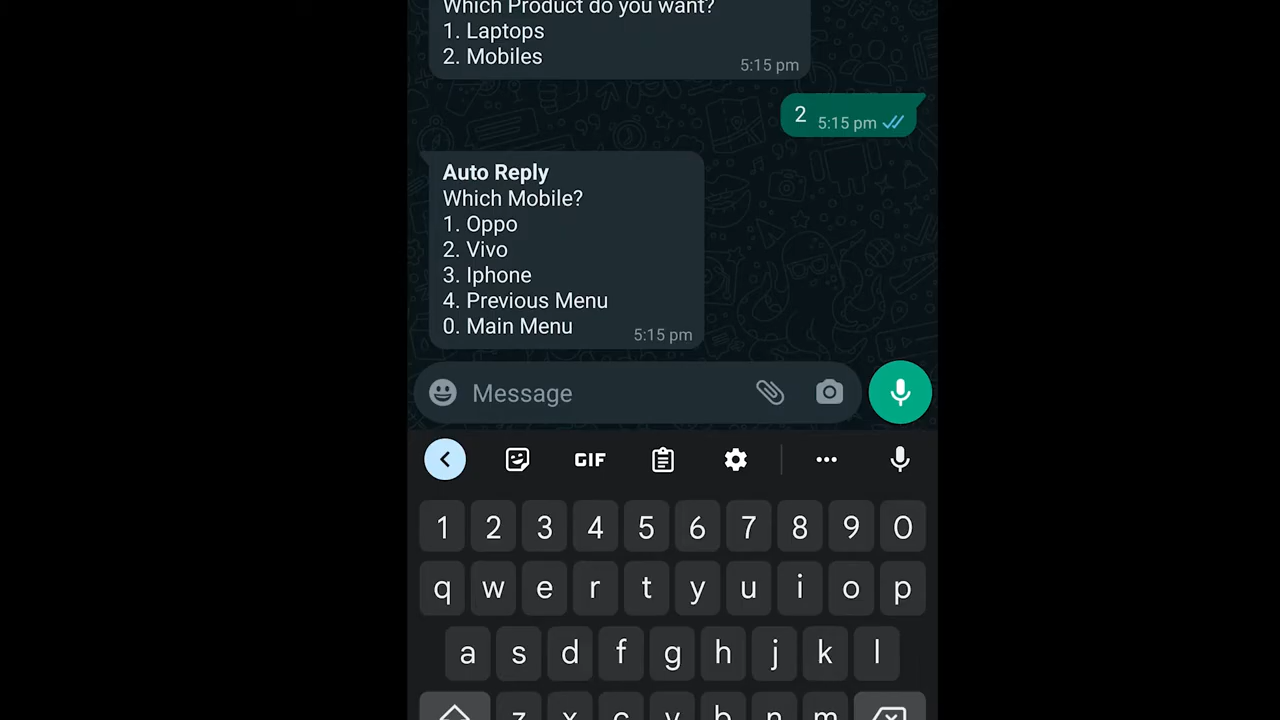 Which Product do you want?
1. Laptops
2. Mobiles
5:15 pm
2 5:15 pm
Auto Reply
Which Mobile?
1. Oppo
2. Vivo
3. Iphone
4. Previous Menu
0. Main Menu
5:15 pm
Message
GIF
1 2 3 4 5 6 7 8 9 0
q w e r t y u i o p
a s d f g h j k l
z x c v b n m